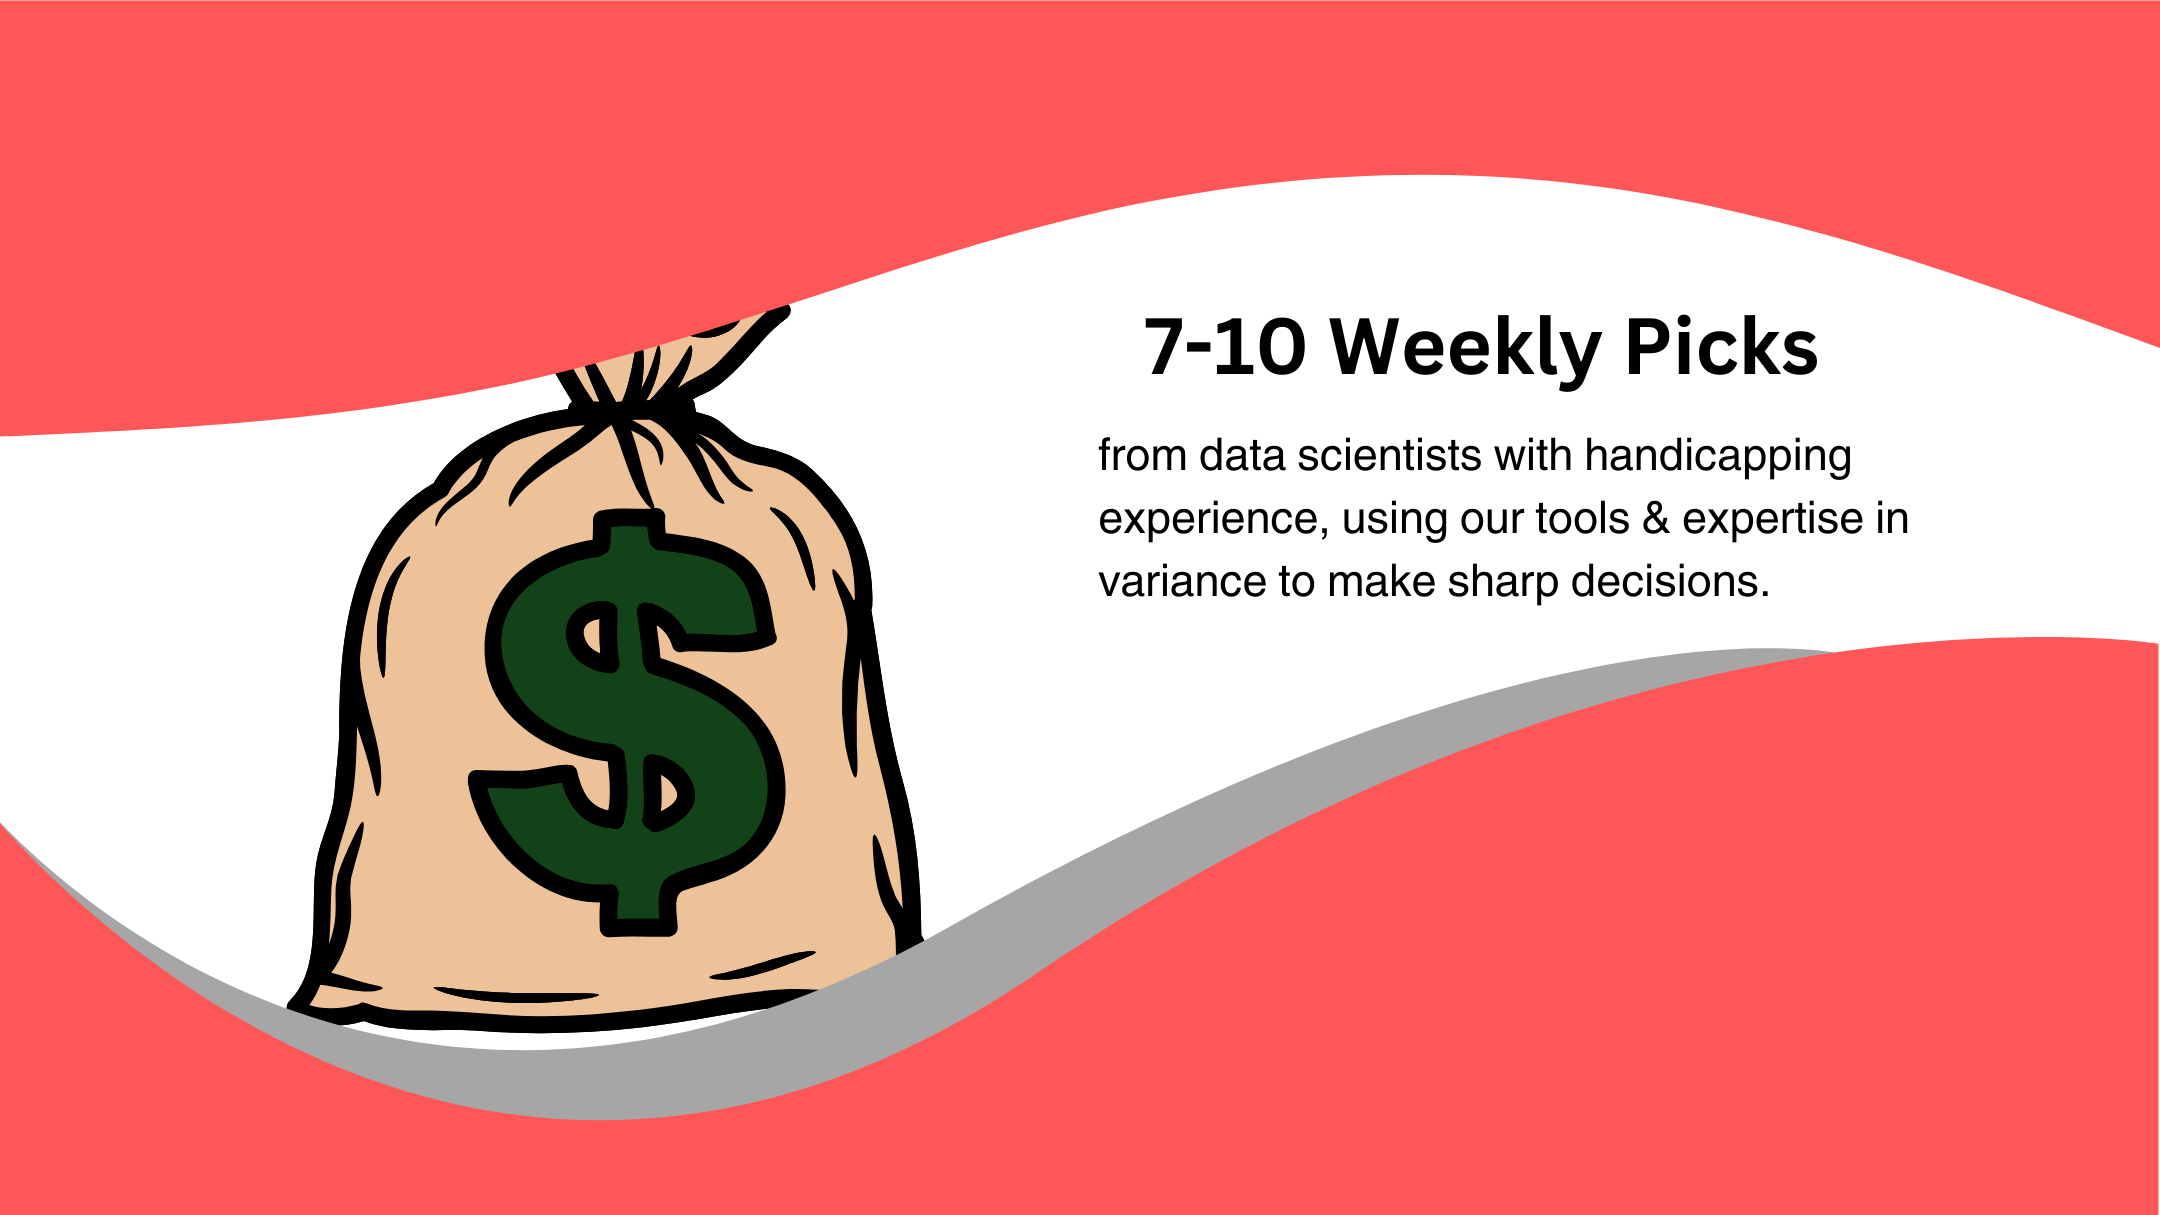 7-10 Weekly Picks
from data scientists with handicapping
experience, using our tools & expertise in
variance to make sharp decisions.
$